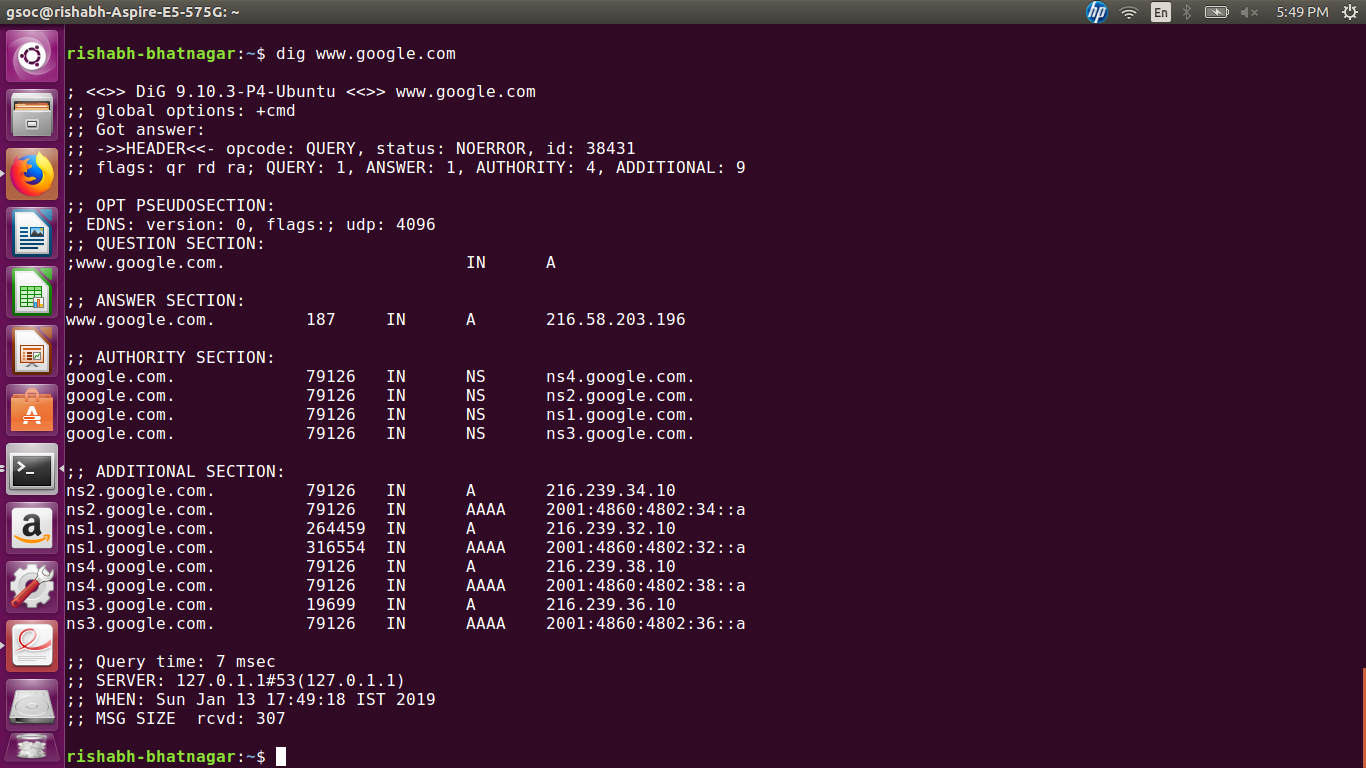 gsoc@rishabh-Aspire-E5-575G: ~
hp En 5:49 PM
rishabh-bhatnagar:~$ dig www.google.com
; <<>> DiG 9.10.3-P4-Ubuntu <<>> www.google.com
;; global options: +cmd
;; Got answer:
;; ->>HEADER<<- opcode: QUERY, status: NOERROR, id: 38431
;; flags: qr rd ra; QUERY: 1, ANSWER: 1, AUTHORITY: 4, ADDITIONAL: 9
;; OPT PSEUDOSECTION:
; EDNS: version: 0, flags:; udp: 4096
;; QUESTION SECTION:
;www.google.com. IN A
;; ANSWER SECTION:
www.google.com. 187 IN A 216.58.203.196
;; AUTHORITY SECTION:
google.com. 79126 IN NS ns4.google.com.
google.com. 79126 IN NS ns2.google.com.
google.com. 79126 IN NS ns1.google.com.
google.com. 79126 IN NS ns3.google.com.
;; ADDITIONAL SECTION:
ns2.google.com. 79126 IN A 216.239.34.10
ns2.google.com. 79126 IN AAAA 2001:4860:4802:34::a
ns1.google.com. 264459 IN A 216.239.32.10
ns1.google.com. 316554 IN AAAA 2001:4860:4802:32::a
ns4.google.com. 79126 IN A 216.239.38.10
ns4.google.com. 79126 IN AAAA 2001:4860:4802:38::a
ns3.google.com. 19699 IN A 216.239.36.10
ns3.google.com. 79126 IN AAAA 2001:4860:4802:36::a
;; Query time: 7 msec
;; SERVER: 127.0.1.1#53(127.0.1.1)
;; WHEN: Sun Jan 13 17:49:18 IST 2019
;; MSG SIZE  rcvd: 307
rishabh-bhatnagar:~$